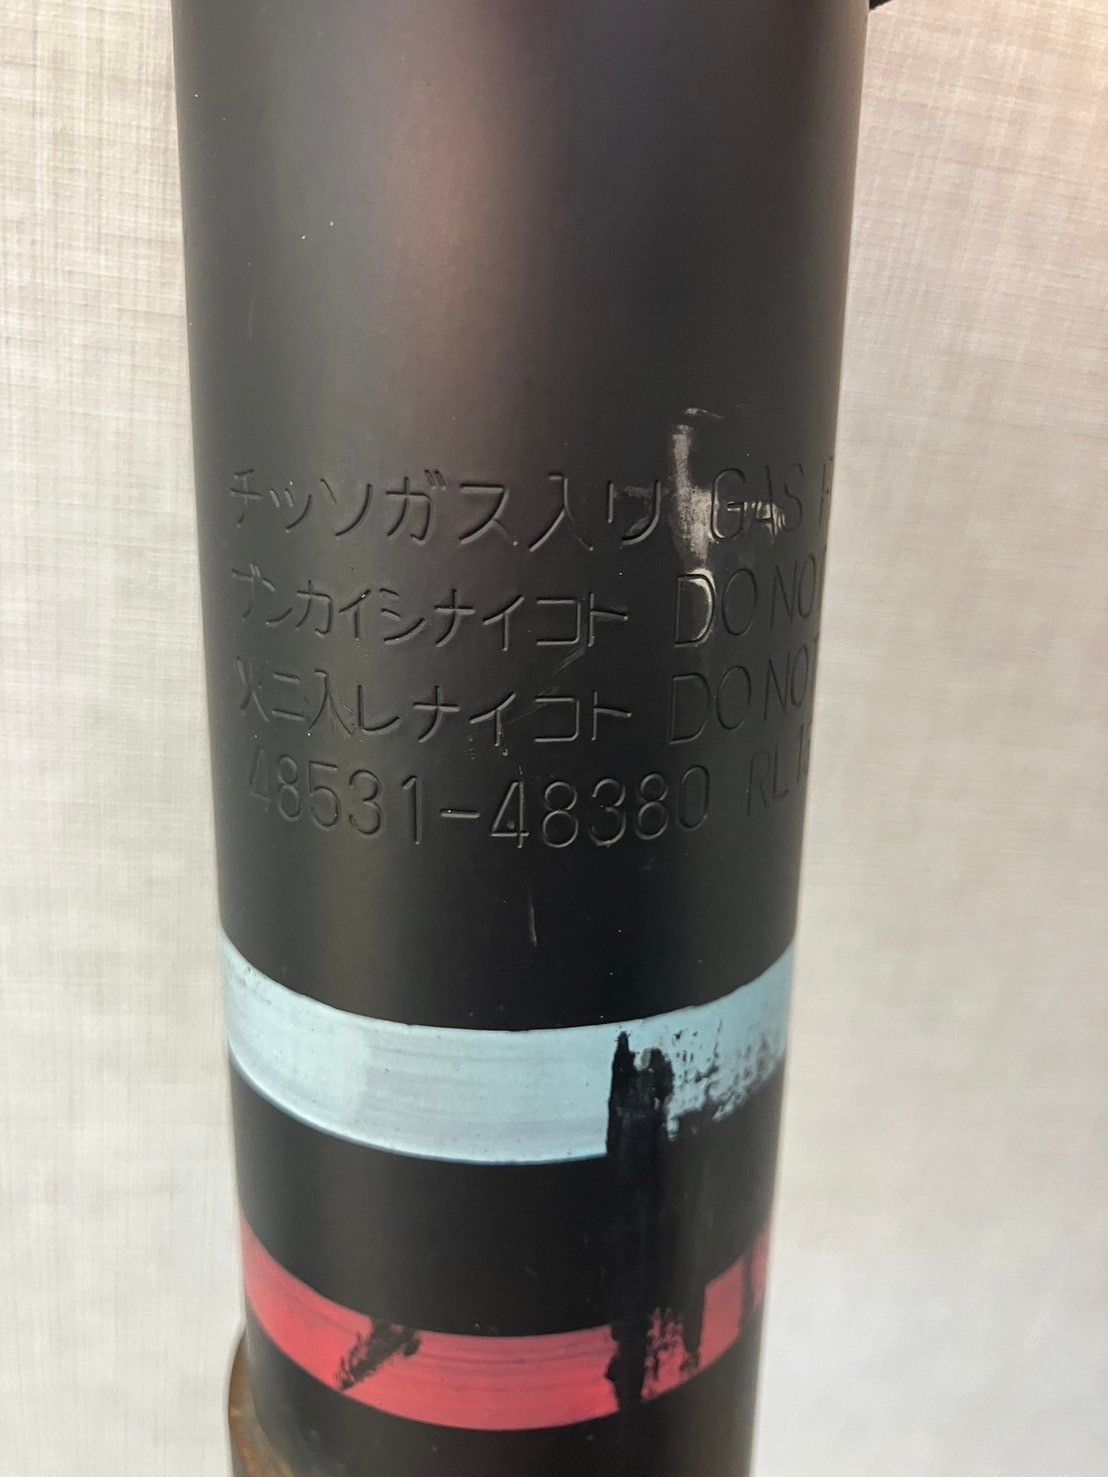 チッソガス入リ GAS
ブンカイシナイコト DO NOT
火ニ入レナイコト DO NOT
48531-48380 RL